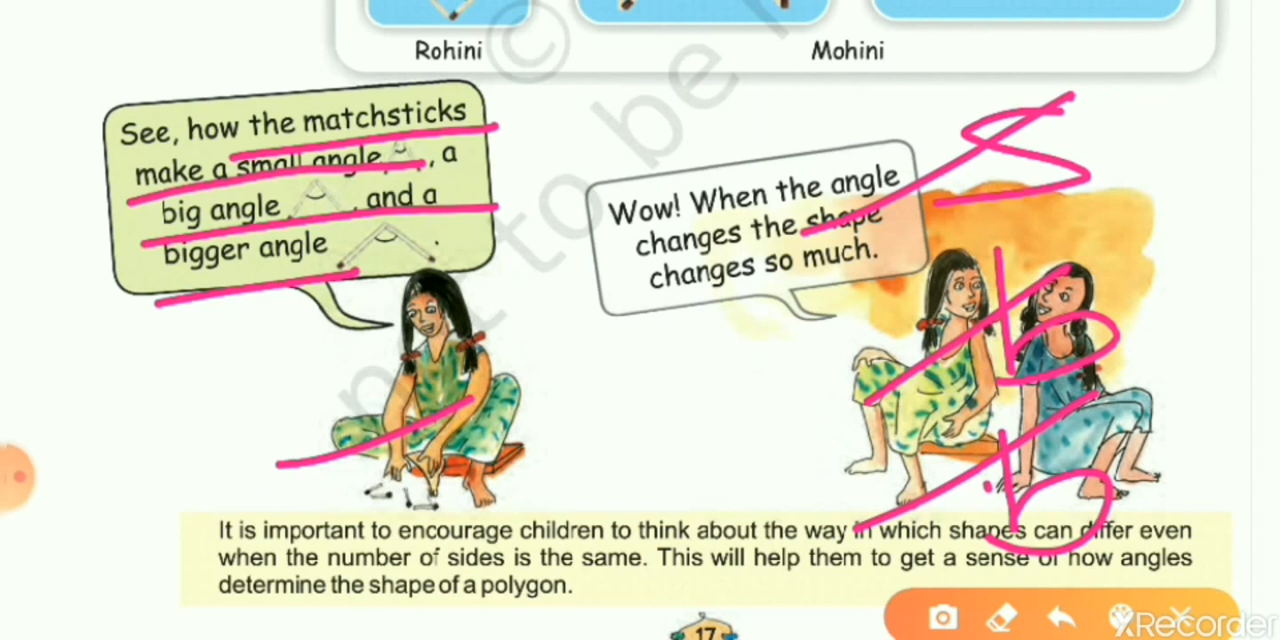 Rohini
Mohini
©
not to be r
See, how the matchsticks
make a small angle , a
big angle , and a
bigger angle .
Wow! When the angle
changes the shape
changes so much.
It is important to encourage children to think about the way in which shapes can differ even
when the number of sides is the same. This will help them to get a sense of how angles
determine the shape of a polygon.
17
Recorder